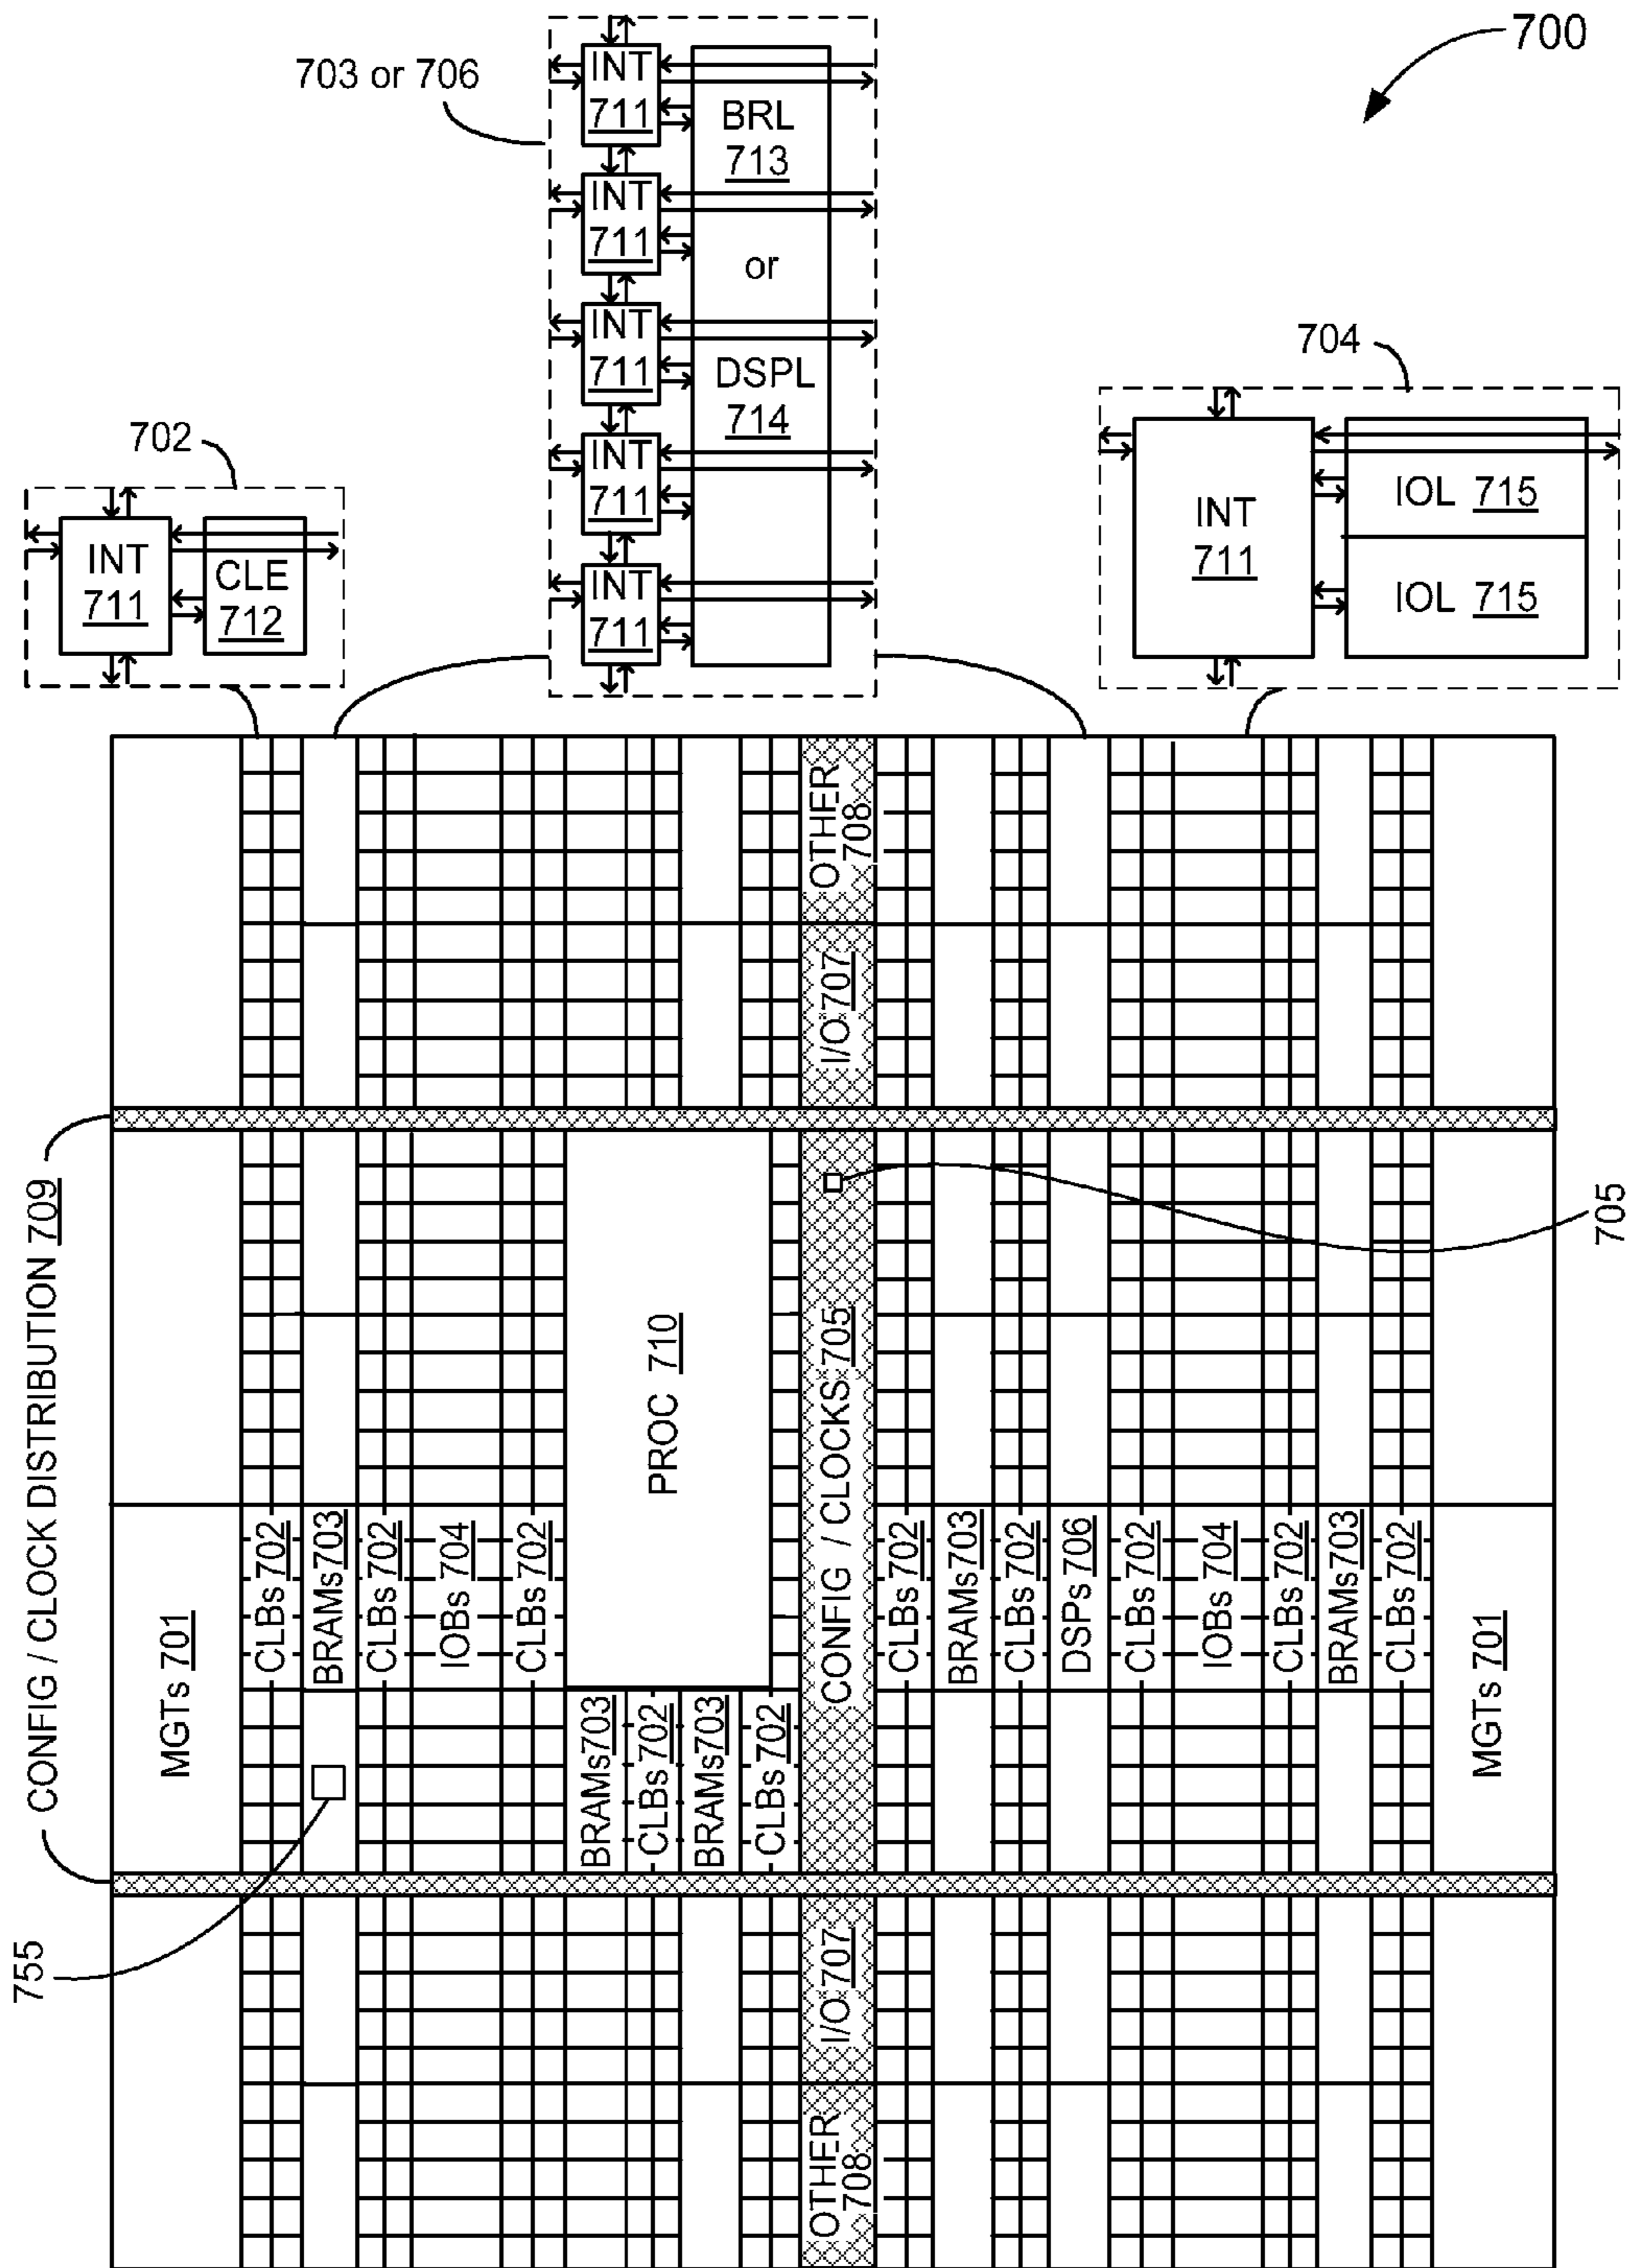 700
703 or 706
INT
711
INT
711
INT
711
INT
711
INT
711
BRL
713
or
DSPL
714
704
INT
711
IOL 715
IOL 715
702
INT
711
CLE
712
CONFIG / CLOCK DISTRIBUTION 709
OTHER
708
I/O 707
705
PROC 710
CONFIG / CLOCKS 705
MGTs 701
CLBs 702
BRAMs 703
CLBs 702
IOBs 704
CLBs 702
BRAMs 703
CLBs 702
BRAMs 703
CLBs 702
CLBs 702
BRAMs 703
CLBs 702
DSPs 706
CLBs 702
IOBs 704
CLBs 702
BRAMs 703
CLBs 702
MGTs 701
755
I/O 707
OTHER
708